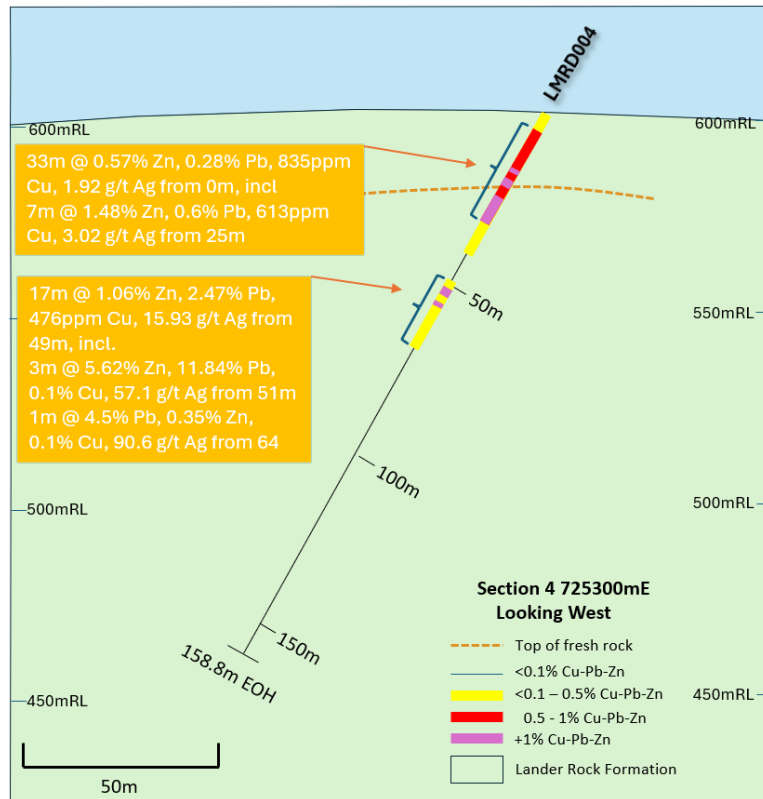 LMRD004
600mRL
600mRL
33m @ 0.57% Zn, 0.28% Pb, 835ppm
Cu, 1.92 g/t Ag from 0m, incl
7m @ 1.48% Zn, 0.6% Pb, 613ppm
Cu, 3.02 g/t Ag from 25m
17m @ 1.06% Zn, 2.47% Pb,
476ppm Cu, 15.93 g/t Ag from
49m, incl.
3m @ 5.62% Zn, 11.84% Pb,
0.1% Cu, 57.1 g/t Ag from 51m
1m @ 4.5% Pb, 0.35% Zn,
0.1% Cu, 90.6 g/t Ag from 64
50m
550mRL
100m
500mRL
500mRL
150m
158.8m EOH
450mRL
450mRL
50m
Section 4 725300mE
Looking West
Top of fresh rock
<0.1% Cu-Pb-Zn
<0.1 – 0.5% Cu-Pb-Zn
0.5 - 1% Cu-Pb-Zn
+1% Cu-Pb-Zn
Lander Rock Formation